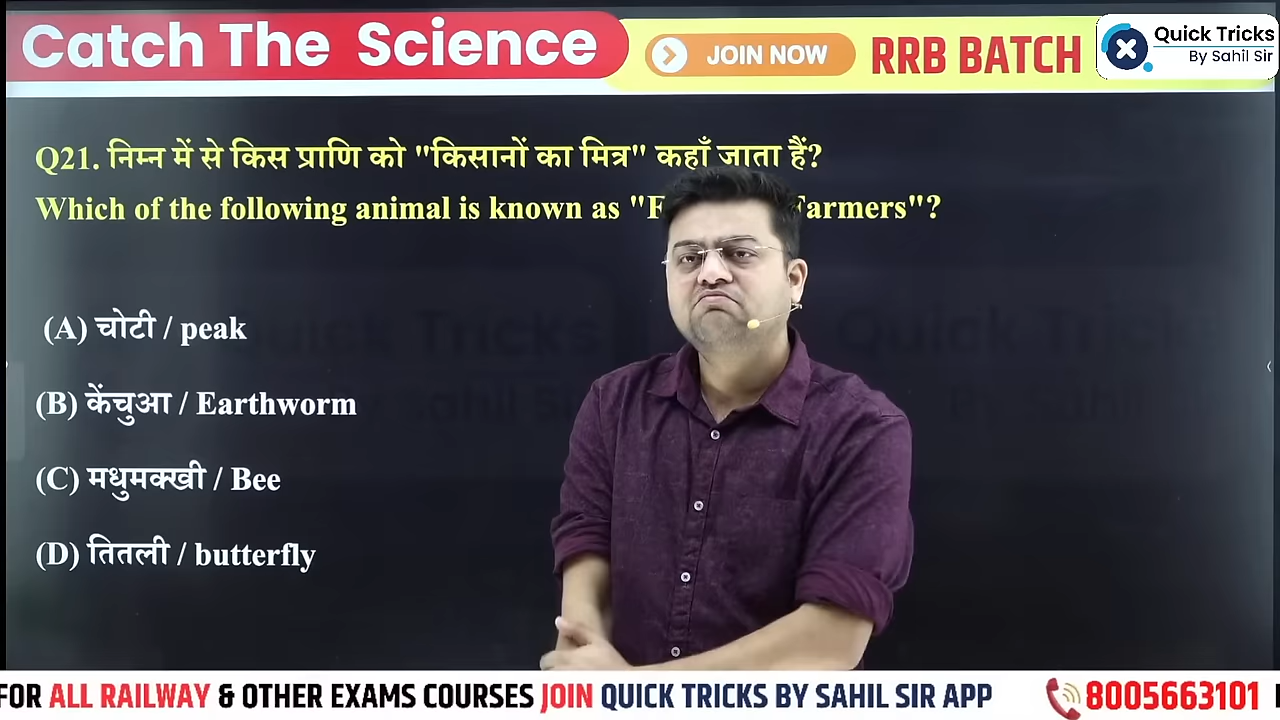 Catch The Science
JOIN NOW
RRB BATCH
Quick Tricks
By Sahil Sir
Q21. निम्न में से किस प्राणि को "किसानों का मित्र" कहाँ जाता हैं?
Which of the following animal is known as " Farmers"?
(A) चोटी / peak
(B) केंचुआ / Earthworm
(C) मधुमक्खी / Bee
(D) तितली / butterfly
FOR ALL RAILWAY & OTHER EXAMS COURSES JOIN QUICK TRICKS BY SAHIL SIR APP
8005663101